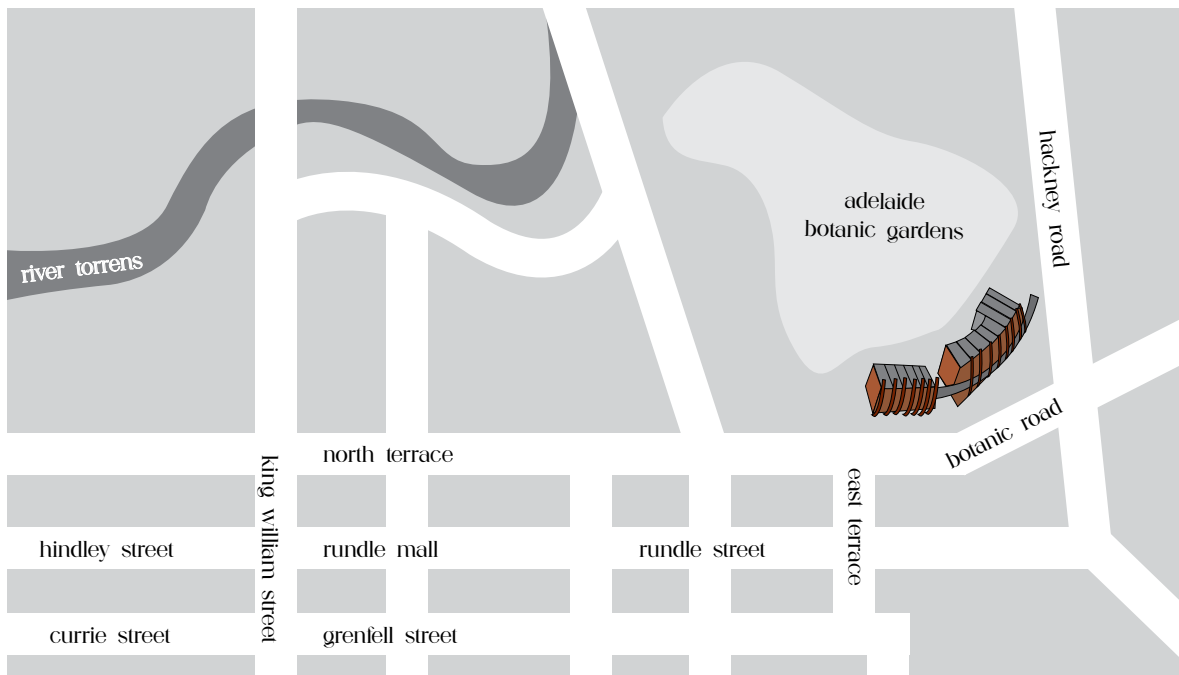 hackney road
adelaide
botanic gardens
river torrens
botanic road
north terrace
king william street
east terrace
hindley street
rundle mall
rundle street
currie street
grenfell street